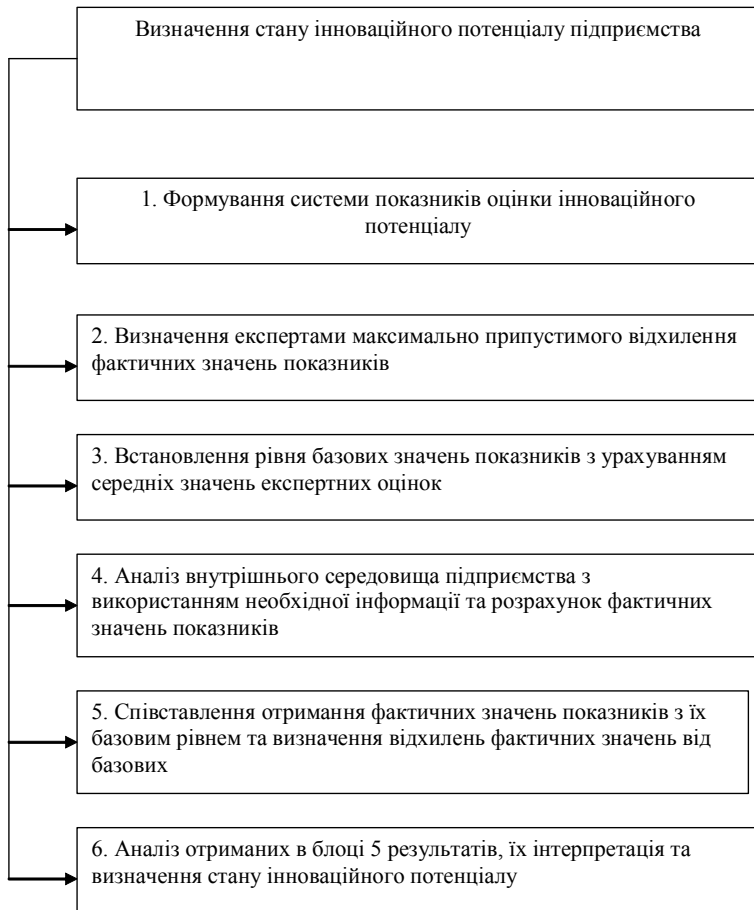 Визначення стану інноваційного потенціалу підприємства
1. Формування системи показників оцінки інноваційного
потенціалу
2. Визначення експертами максимально припустимого відхилення
фактичних значень показників
3. Встановлення рівня базових значень показників з урахуванням
середніх значень експертних оцінок
4. Аналіз внутрішнього середовища підприємства з
використанням необхідної інформації та розрахунок фактичних
значень показників
5. Співставлення отримання фактичних значень показників з їх
базовим рівнем та визначення відхилень фактичних значень від
базових
6. Аналіз отриманих в блоці 5 результатів, їх інтерпретація та
визначення стану інноваційного потенціалу